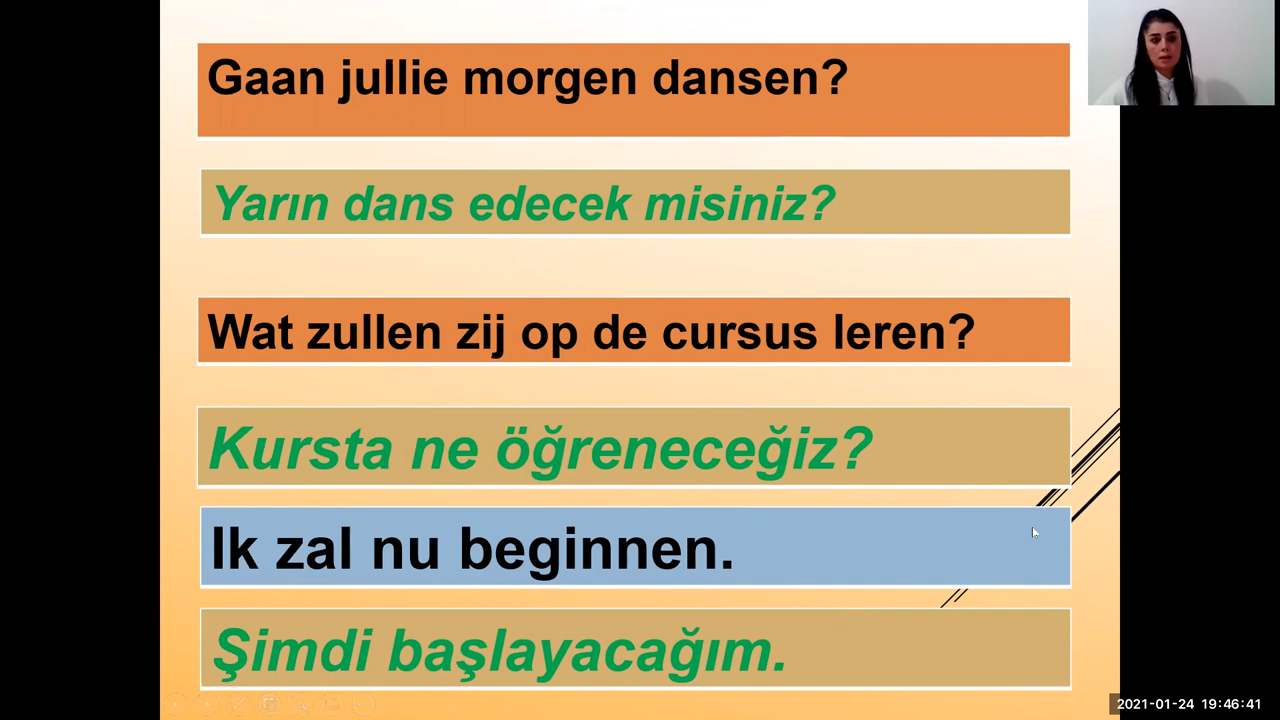 Gaan jullie morgen dansen?
Yarın dans edecek misiniz?
Wat zullen zij op de cursus leren?
Kursta ne öğreneceğiz?
Ik zal nu beginnen.
Şimdi başlayacağım.
2021-01-24 19:46:41